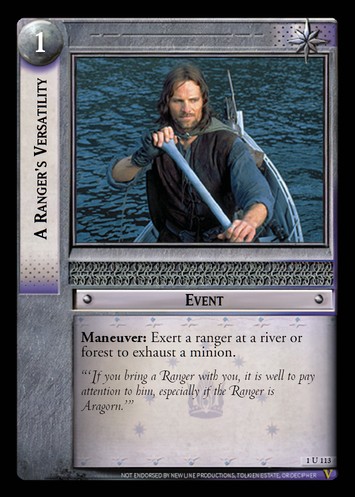 1
A RANGER'S VERSATILITY
EVENT
Maneuver: Exert a ranger at a river or
forest to exhaust a minion.
"'If you bring a Ranger with you, it is well to pay
attention to him, especially if the Ranger is
Aragorn.'"
1 U 113
NOT ENDORSED BY NEW LINE PRODUCTIONS, TOLKIEN ESTATE, OR DECIPHER
V